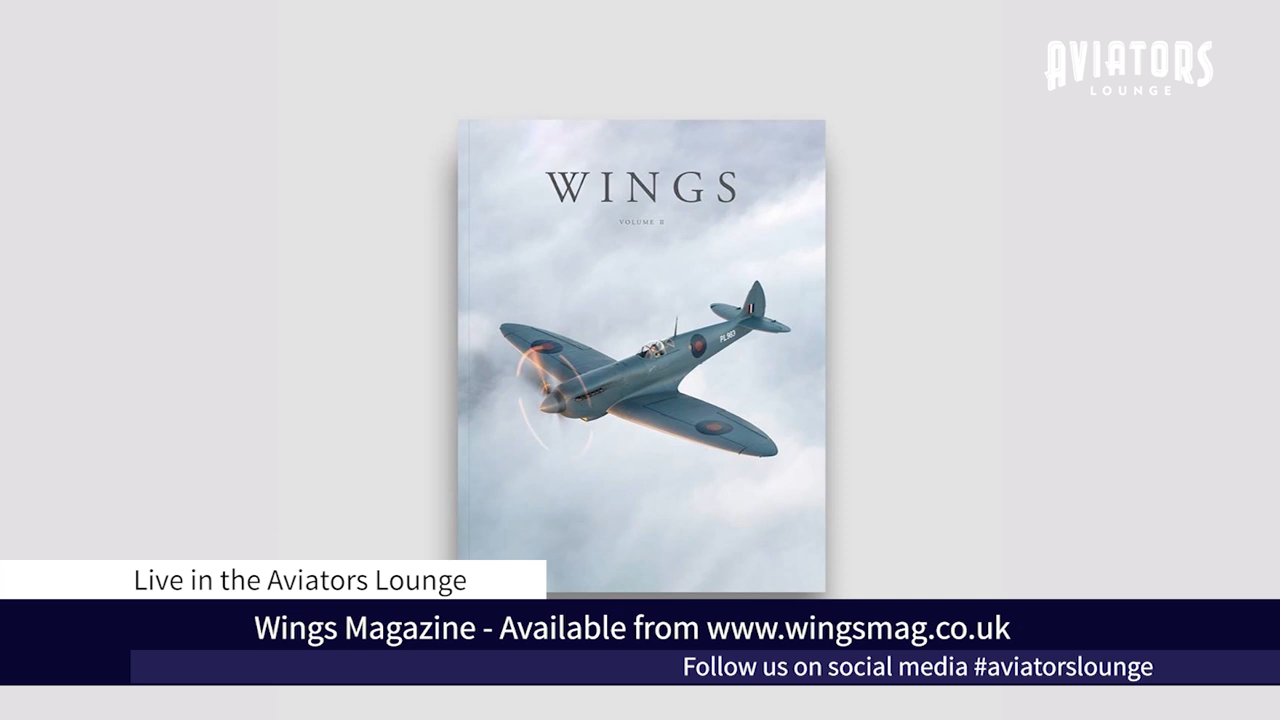 AVIATORS
LOUNGE
WINGS
VOLUME II
PL983
Live in the Aviators Lounge
Wings Magazine - Available from www.wingsmag.co.uk
Follow us on social media #aviatorslounge